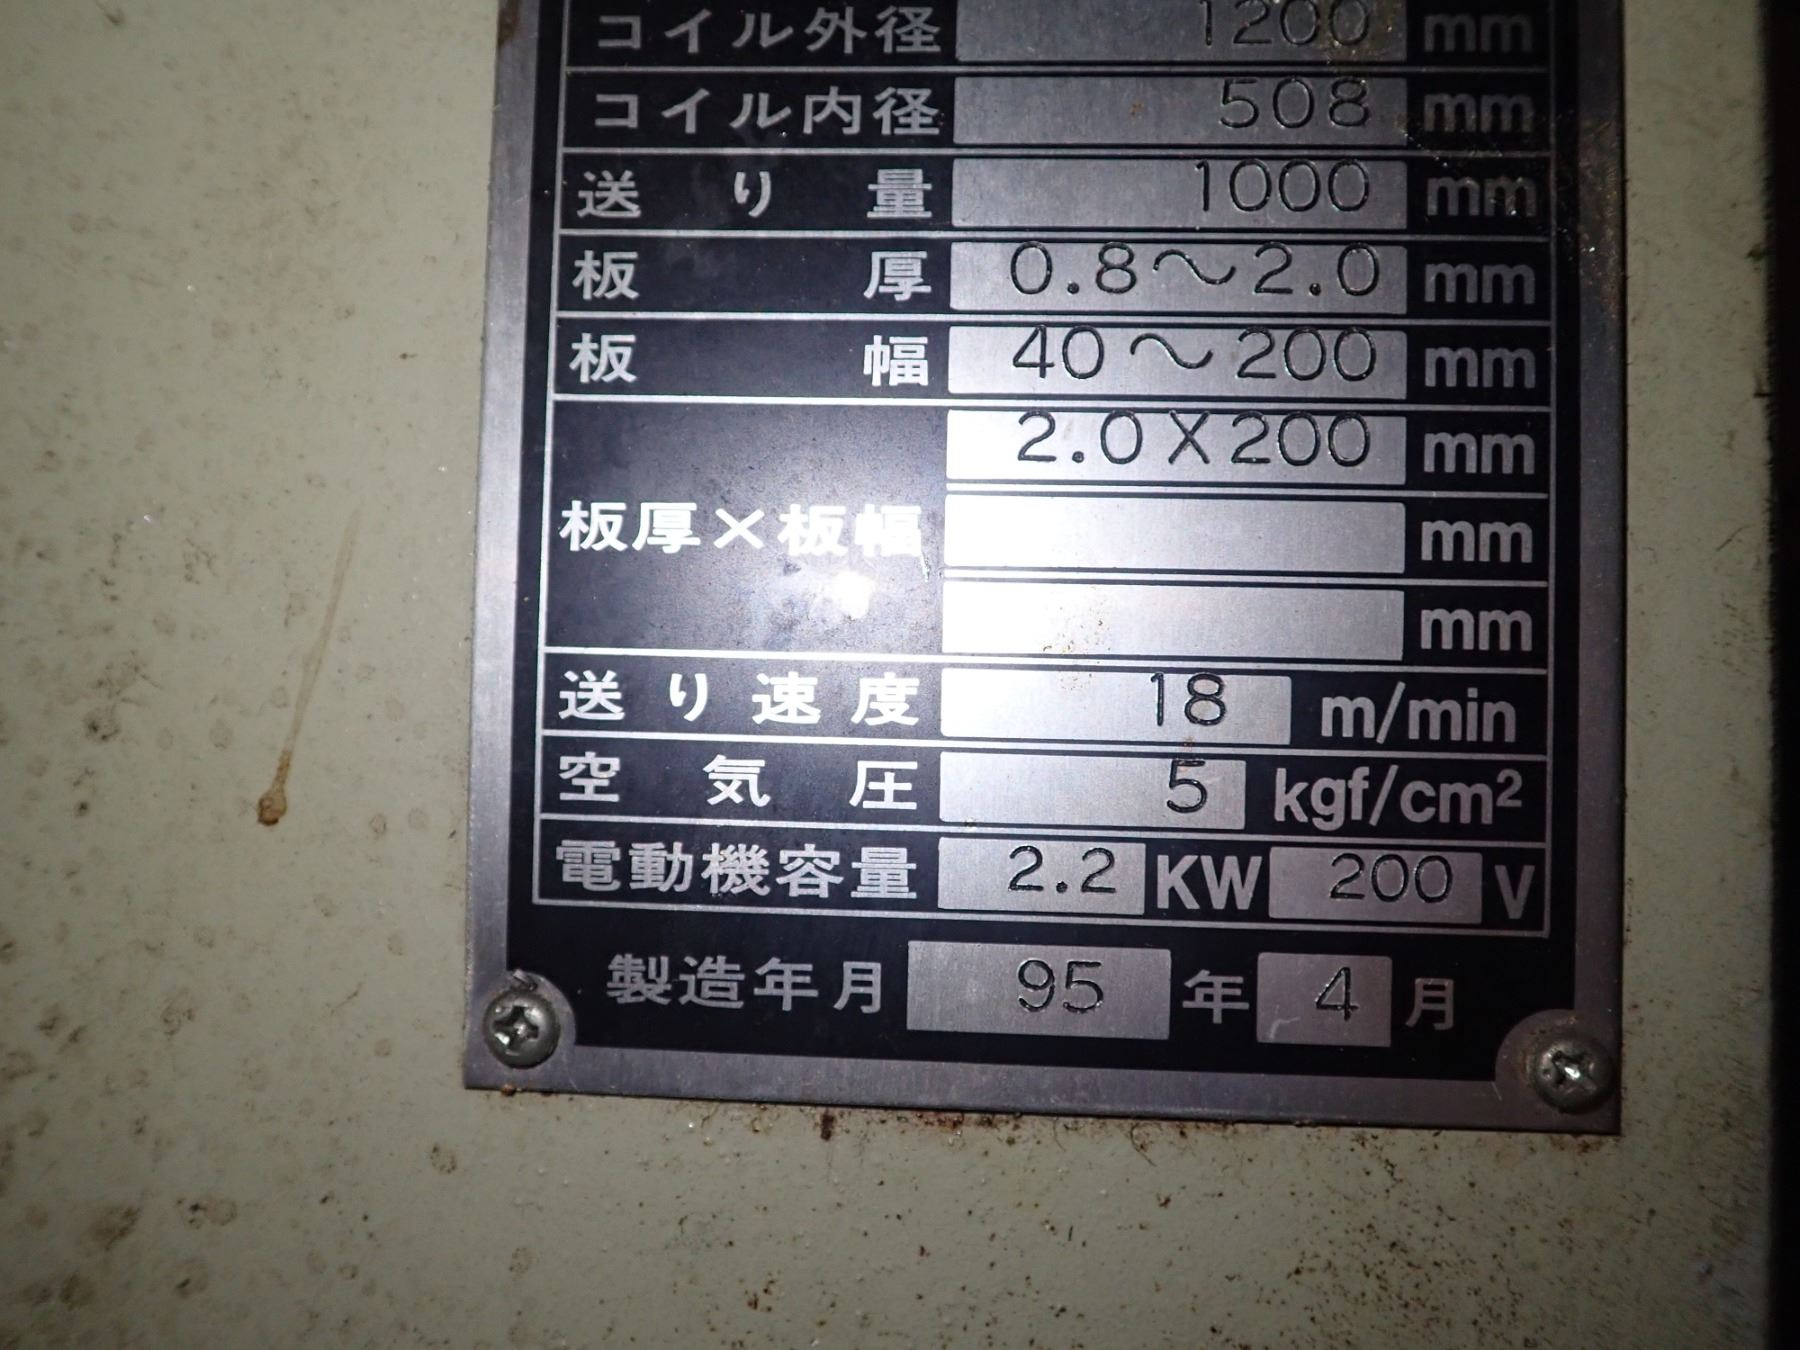 コイル外径 1200 mm
コイル内径 508 mm
送り量 1000 mm
板厚 0.8～2.0 mm
板幅 40～200 mm
板厚×板幅 2.0×200 mm
mm
mm
送り速度 18 m/min
空気圧 5 kgf/cm²
電動機容量 2.2 KW 200 V
製造年月 95 年 4 月